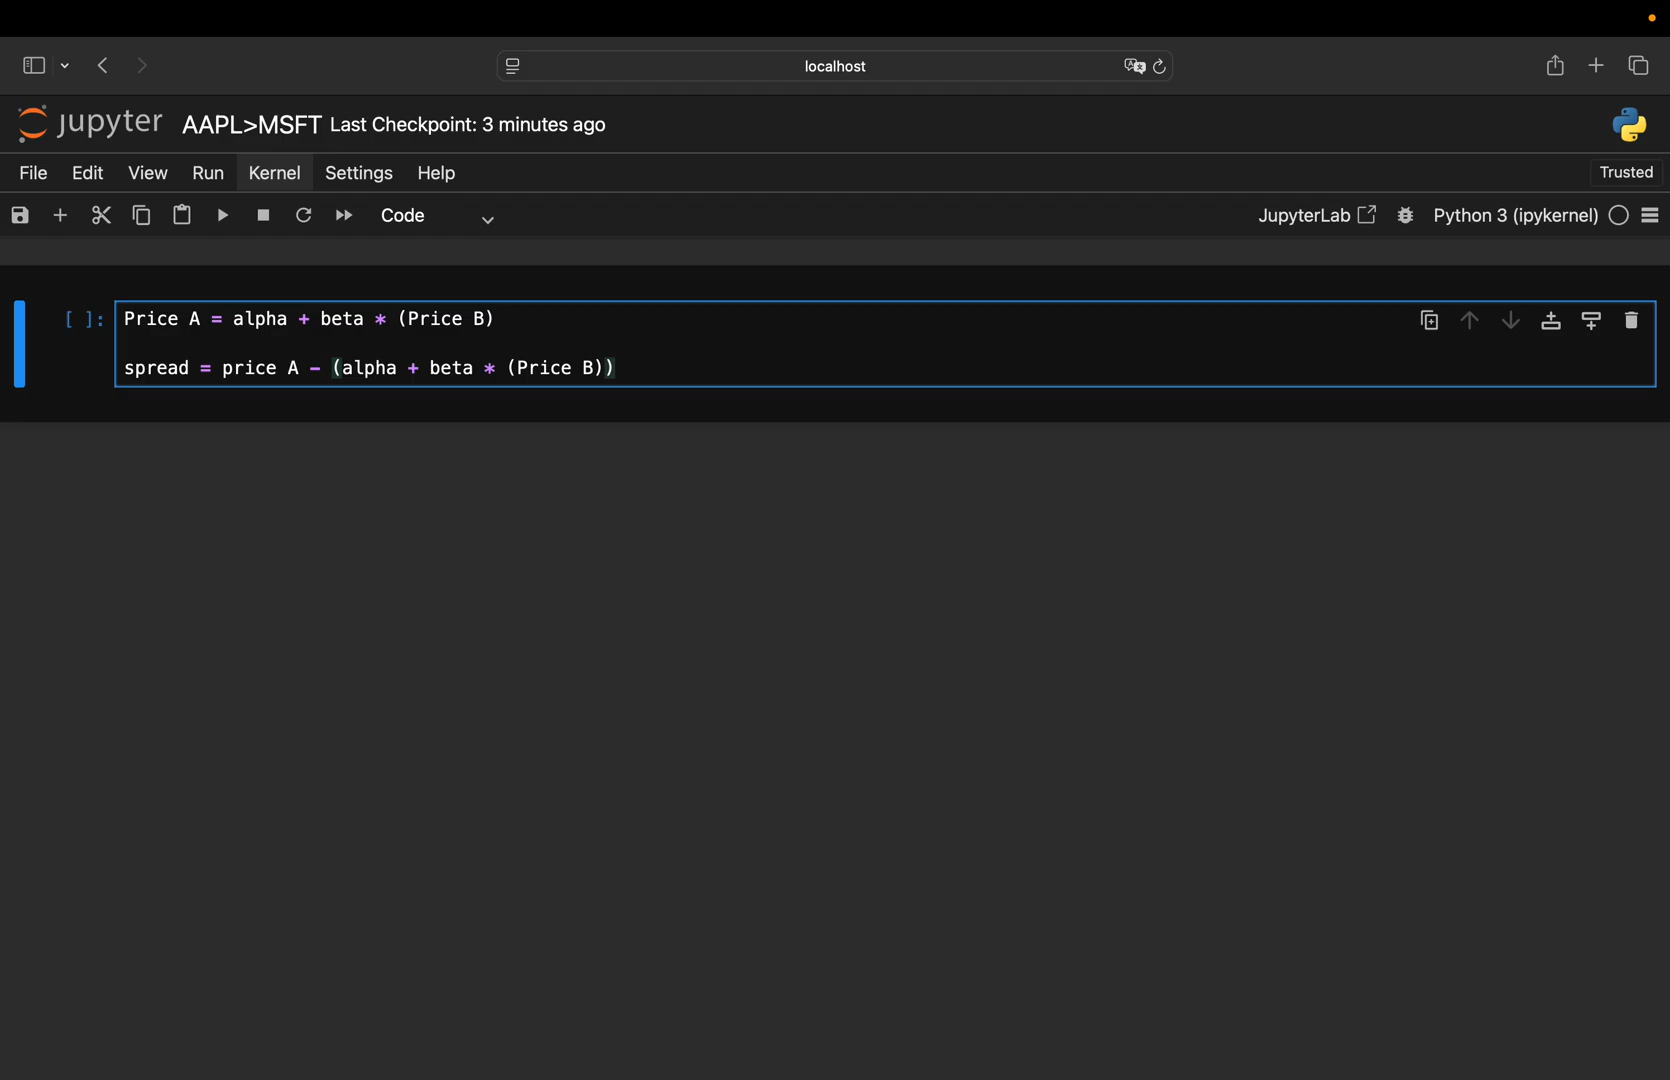 localhost
jupyter AAPL>MSFT Last Checkpoint: 3 minutes ago
File Edit View Run Kernel Settings Help Trusted
Code JupyterLab Python 3 (ipykernel)
[ ]: Price A = alpha + beta * (Price B)
spread = price A - (alpha + beta * (Price B))